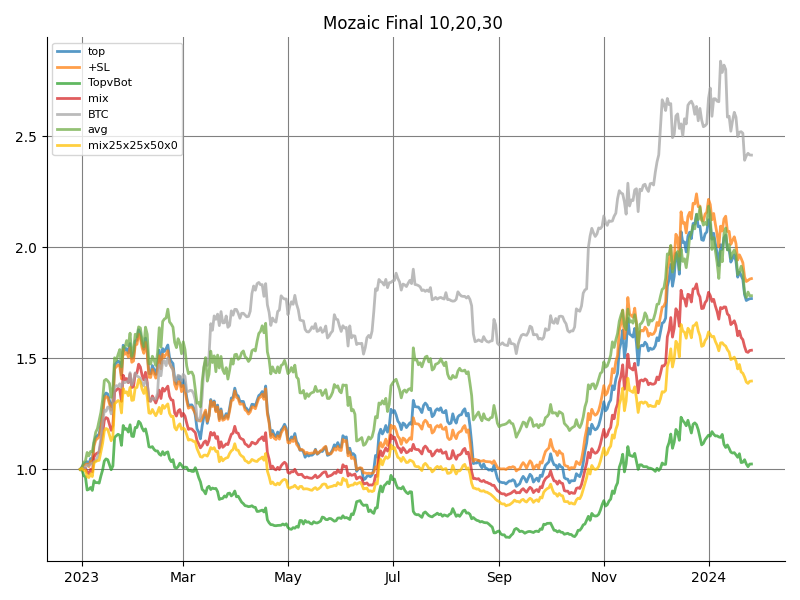 Mozaic Final 10,20,30
top
+SL
TopvBot
mix
BTC
avg
mix25x25x50x0
2.5
2.0
1.5
1.0
2023
Mar
May
Jul
Sep
Nov
2024